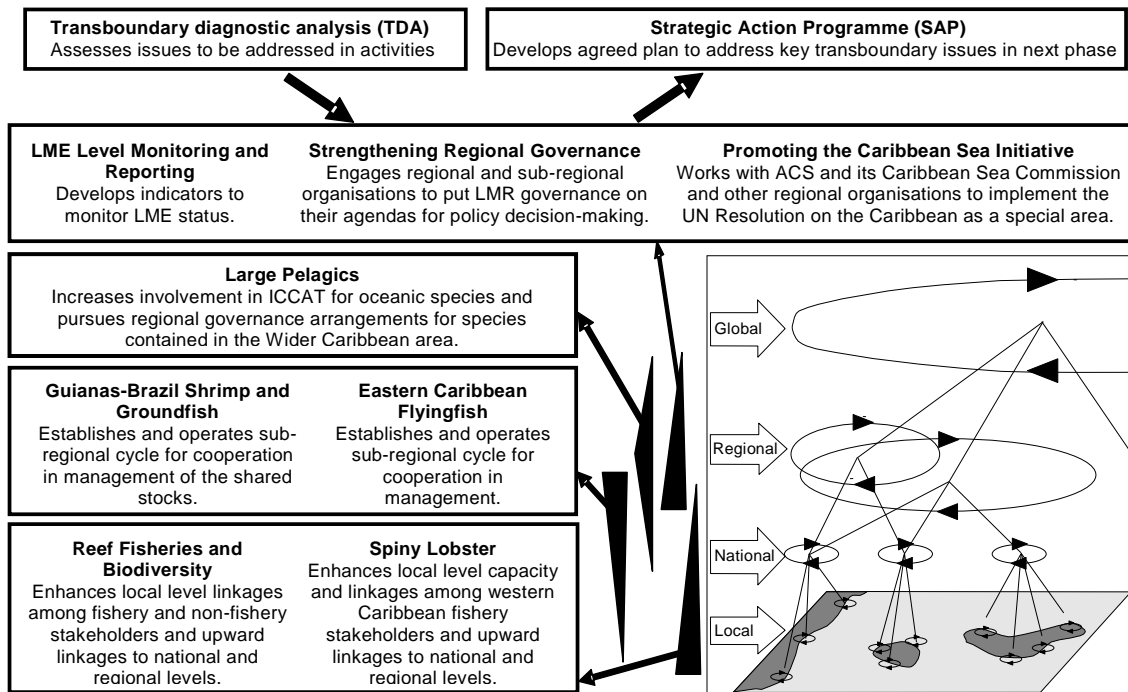 Transboundary diagnostic analysis (TDA)
Assesses issues to be addressed in activities
Strategic Action Programme (SAP)
Develops agreed plan to address key transboundary issues in next phase
LME Level Monitoring and
Reporting
Develops indicators to
monitor LME status.
Strengthening Regional Governance
Engages regional and sub-regional
organisations to put LMR governance on
their agendas for policy decision-making.
Promoting the Caribbean Sea Initiative
Works with ACS and its Caribbean Sea Commission
and other regional organisations to implement the
UN Resolution on the Caribbean as a special area.
Large Pelagics
Increases involvement in ICCAT for oceanic species and
pursues regional governance arrangements for species
contained in the Wider Caribbean area.
Guianas-Brazil Shrimp and
Groundfish
Establishes and operates sub-
regional cycle for cooperation
in management of the shared
stocks.
Eastern Caribbean
Flyingfish
Establishes and operates
sub-regional cycle for
cooperation in
management.
Reef Fisheries and
Biodiversity
Enhances local level linkages
among fishery and non-fishery
stakeholders and upward
linkages to national and
regional levels.
Spiny Lobster
Enhances local level capacity
and linkages among western
Caribbean fishery
stakeholders and upward
linkages to national and
regional levels.
Global
Regional
National
Local